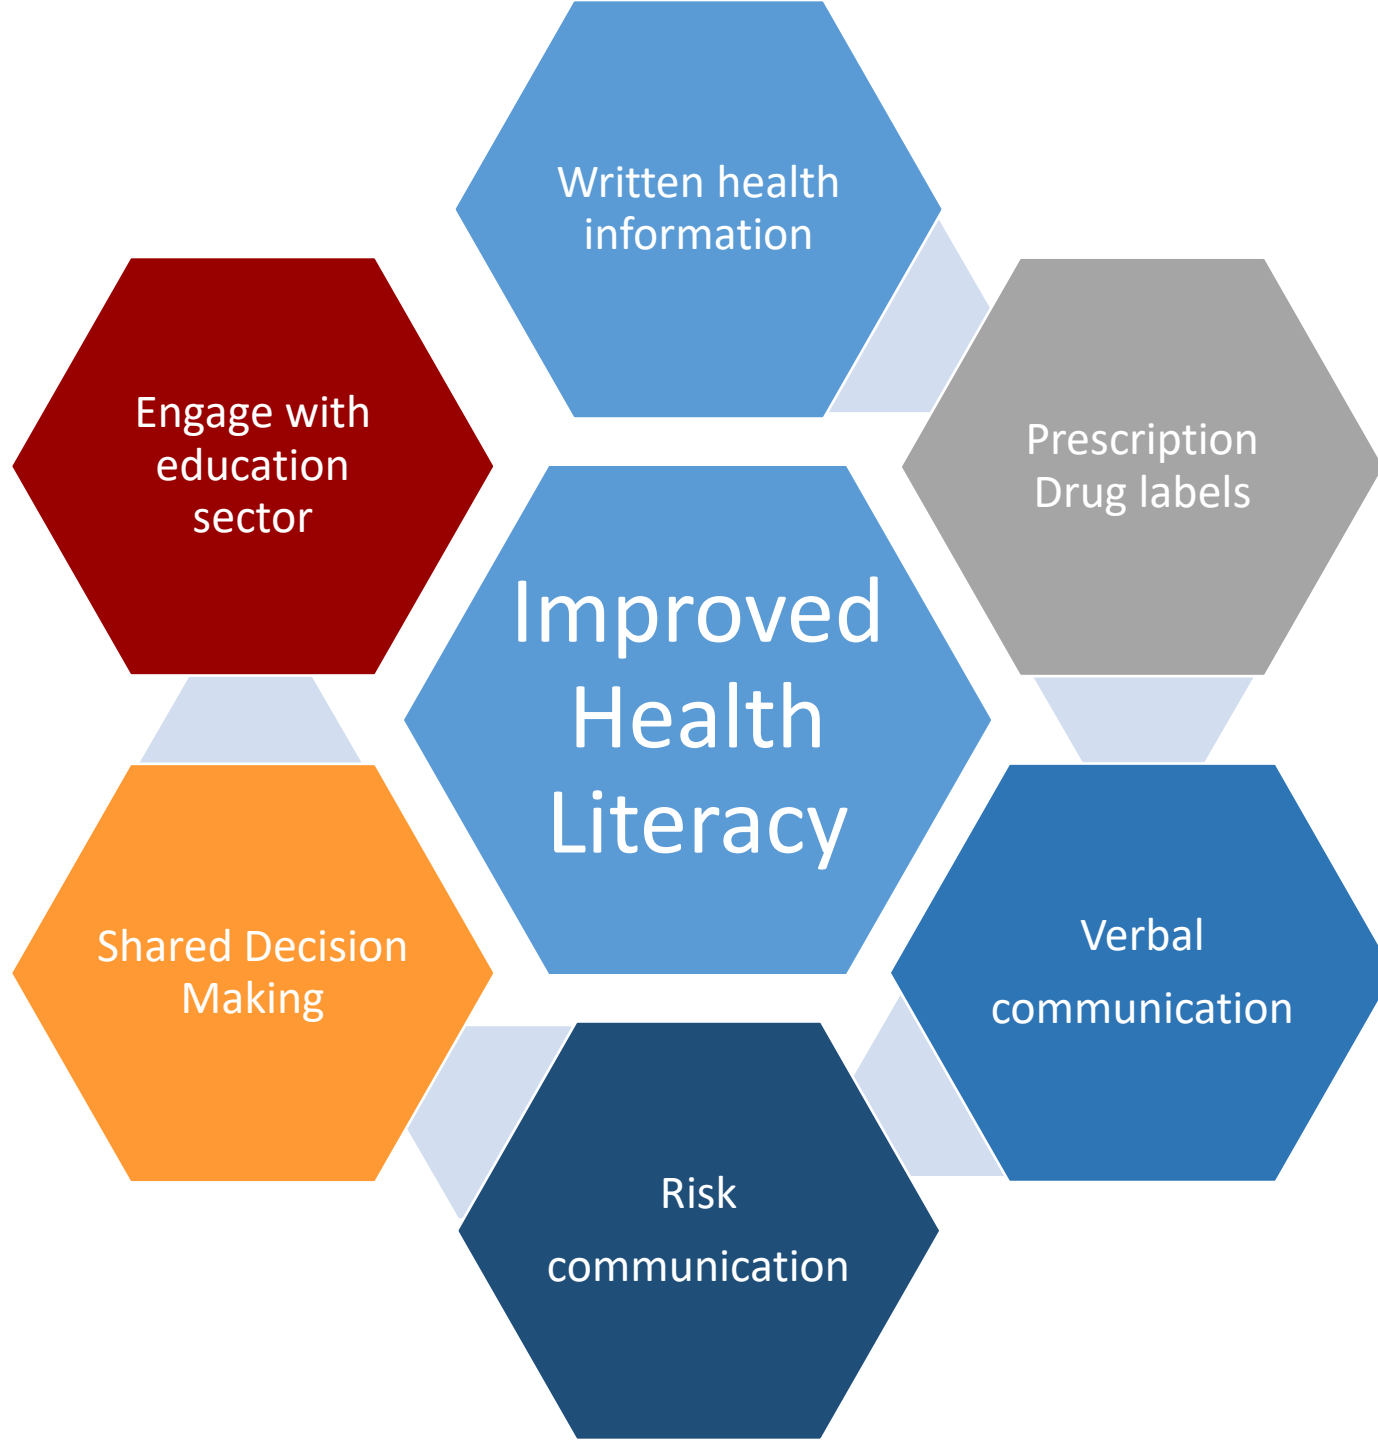 Written health
information
Prescription
Drug labels
Verbal
communication
Risk
communication
Shared Decision
Making
Engage with
education
sector
Improved
Health
Literacy